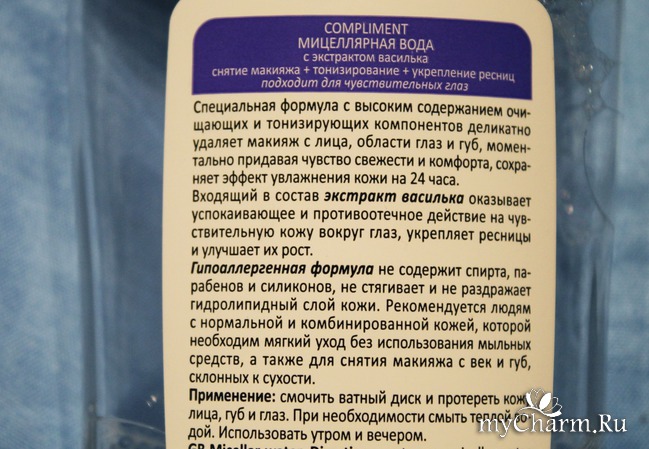 COMPLIMENT
МИЦЕЛЛЯРНАЯ ВОДА
с экстрактом василька
снятие макияжа + тонизирование + укрепление ресниц
подходит для чувствительных глаз
Специальная формула с высоким содержанием очи-
щающих и тонизирующих компонентов деликатно
удаляет макияж с лица, области глаз и губ, момен-
тально придавая чувство свежести и комфорта, сохра-
няет эффект увлажнения кожи на 24 часа.
Входящий в состав экстракт василька оказывает
успокаивающее и противоотечное действие на чув-
ствительную кожу вокруг глаз, укрепляет ресницы
и улучшает их рост.
Гипоаллергенная формула не содержит спирта, па-
рабенов и силиконов, не стягивает и не раздражает
гидролипидный слой кожи. Рекомендуется людям
с нормальной и комбинированной кожей, которой
необходим мягкий уход без использования мыльных
средств, а также для снятия макияжа с век и губ,
склонных к сухости.
Применение: смочить ватный диск и протереть кожу
лица, губ и глаз. При необходимости смыть теплой во-
дой. Использовать утром и вечером.
GB Micellar water.
myCharm.Ru